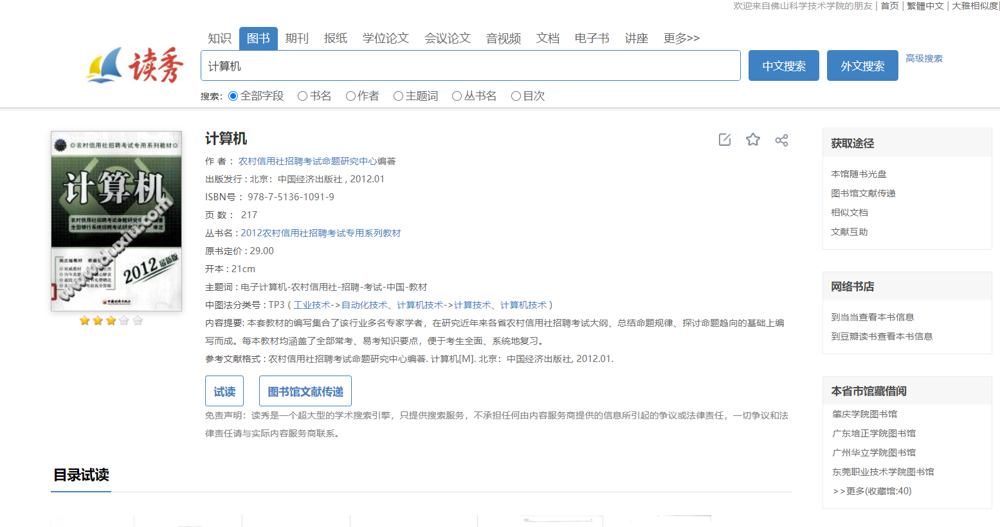 欢迎来自佛山科学技术学院的朋友 | 首页 | 繁體中文 | 大雅相似度
读秀
知识 图书 期刊 报纸 学位论文 会议论文 音视频 文档 电子书 讲座 更多>>
计算机 中文搜索 外文搜索 高级搜索
搜索： 全部字段 书名 作者 主题词 丛书名 目次
农村信用社招聘考试专用系列教材
计算机
农村信用社招聘考试命题研究中心
2012最新版
www.duxiu.com
中国经济出版社
计算机
作 者 ： 农村信用社招聘考试命题研究中心编著
出版发行 : 北京：中国经济出版社 , 2012.01
ISBN号 ： 978-7-5136-1091-9
页 数 ： 217
丛书名 : 2012农村信用社招聘考试专用系列教材
原书定价 : 29.00
开本 : 21cm
主题词 : 电子计算机-农村信用社-招聘-考试-中国-教材
中图法分类号 : TP3 ( 工业技术->自动化技术、计算机技术->计算技术、计算机技术 )
内容提要: 本套教材的编写集合了该行业多名专家学者，在研究近年来各省农村信用社招聘考试大纲、总结命题规律、探讨命题趋向的基础上编
写而成。每本教材均涵盖了全部常考、易考知识要点，便于考生全面、系统地复习。
参考文献格式 : 农村信用社招聘考试命题研究中心编著. 计算机[M]. 北京：中国经济出版社, 2012.01.
试读 图书馆文献传递
免责声明：读秀是一个超大型的学术搜索引擎，只提供搜索服务，不承担任何由内容服务商提供的信息所引起的争议或法律责任，一切争议和法
律责任请与实际内容服务商联系。
目录试读
获取途径
本馆随书光盘
图书馆文献传递
相似文档
文献互助
网络书店
到当当查看本书信息
到豆瓣读书查看本书信息
本省市馆藏借阅
肇庆学院图书馆
广东培正学院图书馆
广州华立学院图书馆
东莞职业技术学院图书馆
>>更多(收藏馆:40)